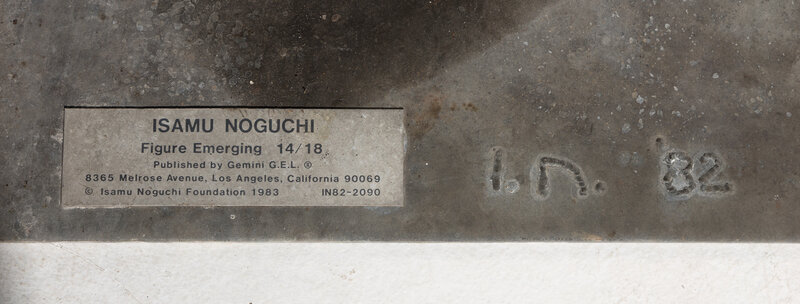 ISAMU NOGUCHI
Figure Emerging 14/18
Published by Gemini G.E.L. ®
8365 Melrose Avenue, Los Angeles, California 90069
© Isamu Noguchi Foundation 1983 IN82-2090
I. n. '82